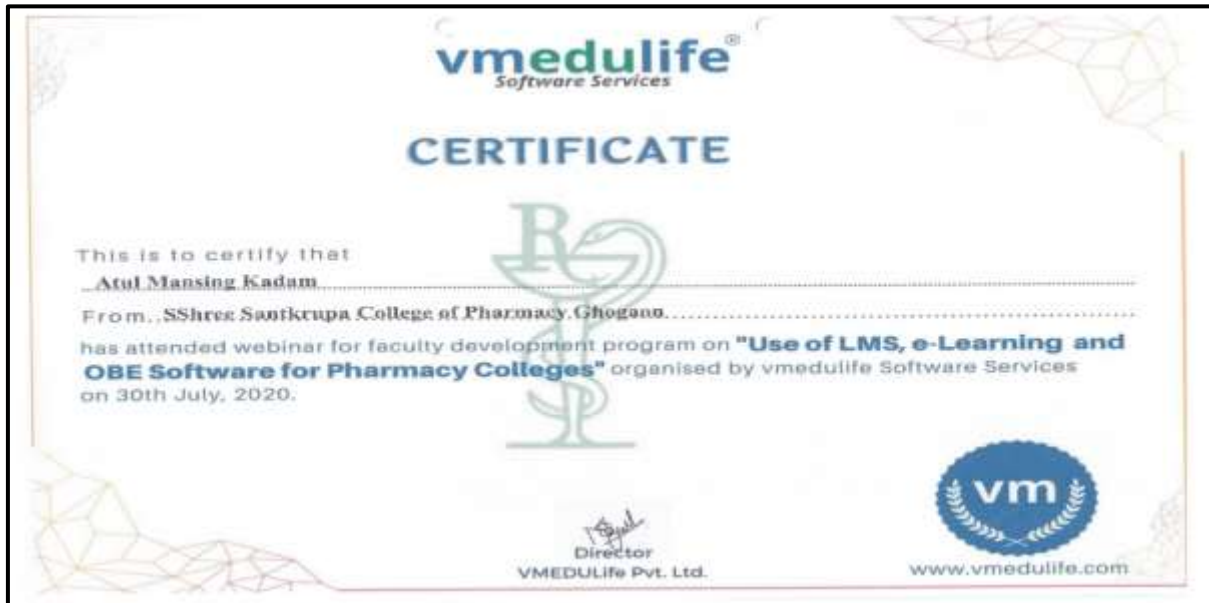 vmedulife®
Software Services
CERTIFICATE
This is to certify that
Atul Mansing Kadam
From..SShree Santkrupa College of Pharmacy.Ghogaon
has attended webinar for faculty development program on "Use of LMS, e-Learning and
OBE Software for Pharmacy Colleges" organised by vmedulife Software Services
on 30th July, 2020.
Director
VMEDULife Pvt. Ltd.
vm
www.vmedulife.com